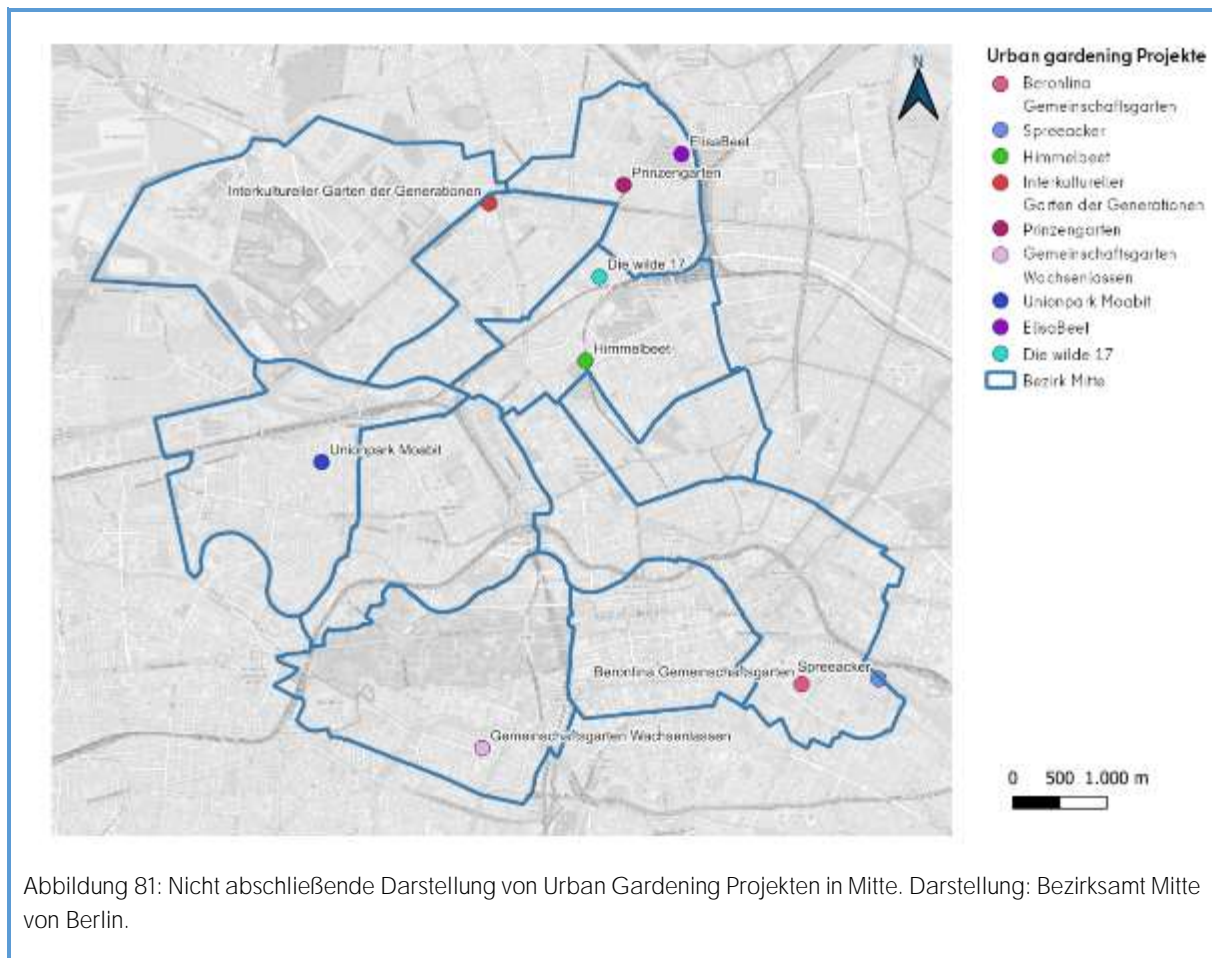 N
ElisaBeet
Prinzengarten
Interkultureller Garten der Generationen
Die wilde 17
Himmelbeet
Unionpark Moabit
Beronlina Gemeinschaftsgarten
Spreeacker
Gemeinschaftsgarten Wachsenlassen
Urban gardening Projekte
Beronlina
Gemeinschaftsgarten
Spreeacker
Himmelbeet
Interkultureller
Garten der Generationen
Prinzengarten
Gemeinschaftsgarten
Wachsenlassen
Unionpark Moabit
ElisaBeet
Die wilde 17
Bezirk Mitte
0 500 1.000 m
Abbildung 81: Nicht abschließende Darstellung von Urban Gardening Projekten in Mitte. Darstellung: Bezirksamt Mitte
von Berlin.